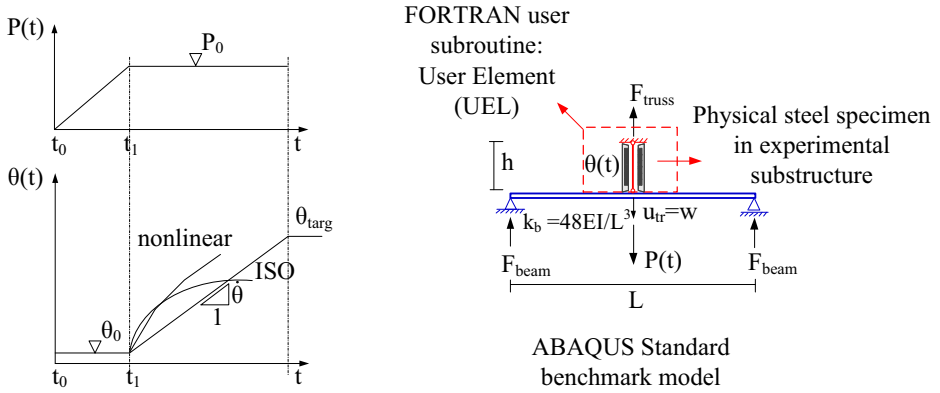 P(t)
P₀
t₀
t₁
t
θ(t)
θtarg
nonlinear
ISO
θ̇
1
θ₀
t₀
t₁
t
FORTRAN user
subroutine:
User Element
(UEL)
Ftruss
Physical steel specimen
in experimental
substructure
h
θ(t)
kb =48EI/L³
utr=w
Fbeam
P(t)
Fbeam
L
ABAQUS Standard
benchmark model